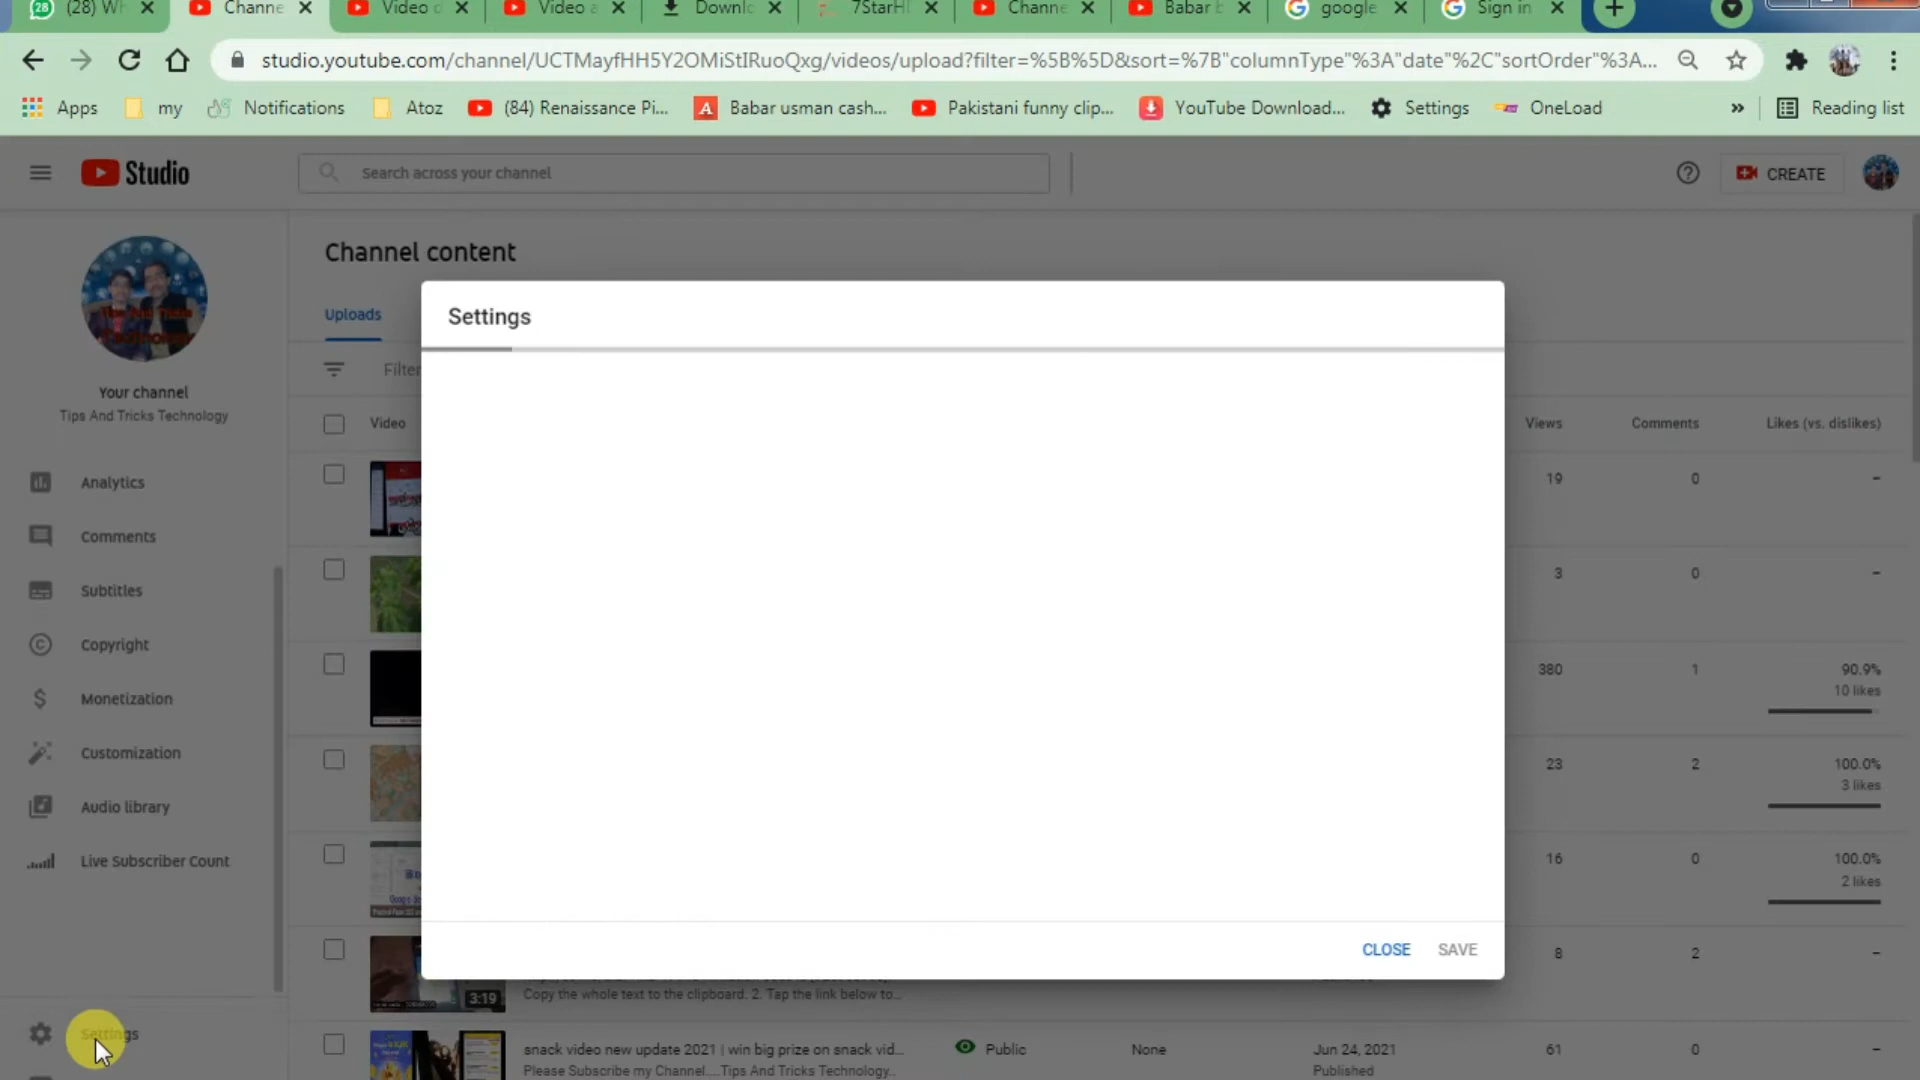 (28) Wh
Channe
Video d
Video a
Downlo
7StarH
Channe
Babar b
google
Sign in
studio.youtube.com/channel/UCTMayfHH5Y2OMiStIRuoQxg/videos/upload?filter=%5B%5D&sort=%7B"columnType"%3A"date"%2C"sortOrder"%3A...
Apps my Notifications Atoz (84) Renaissance Pi... Babar usman cash... Pakistani funny clip... YouTube Download... Settings OneLoad » Reading list
Studio
Search across your channel
CREATE
Channel content
Uploads
Your channel
Tips And Tricks Technology
Filter
Video
Views Comments Likes (vs. dislikes)
Analytics
Comments
Subtitles
Copyright
Monetization
Customization
Audio library
Live Subscriber Count
Settings
Settings
CLOSE SAVE
19 0 –
3 0 –
380 1 90.9%
10 likes
23 2 100.0%
3 likes
16 0 100.0%
2 likes
8 2 –
3:19
Copy the whole text to the clipboard. 2. Tap the link below to...
snack video new update 2021 | win big prize on snack vid...
Public None Jun 24, 2021 61 0 –
Please Subscribe my Channel....Tips And Tricks Technology..
Published